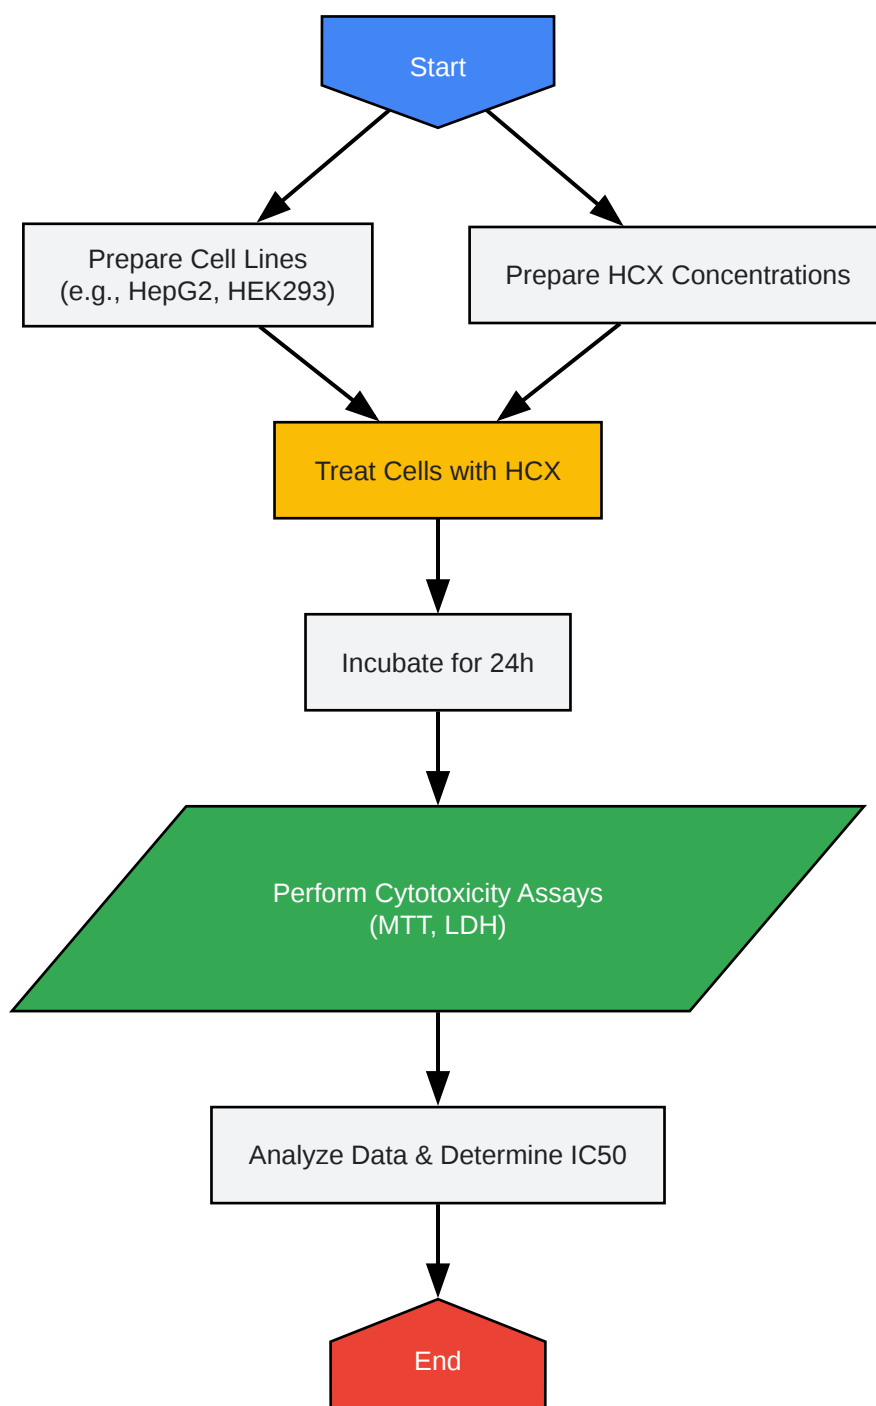 Start
Prepare Cell Lines
(e.g., HepG2, HEK293)
Prepare HCX Concentrations
Treat Cells with HCX
Incubate for 24h
Perform Cytotoxicity Assays
(MTT, LDH)
Analyze Data & Determine IC50
End